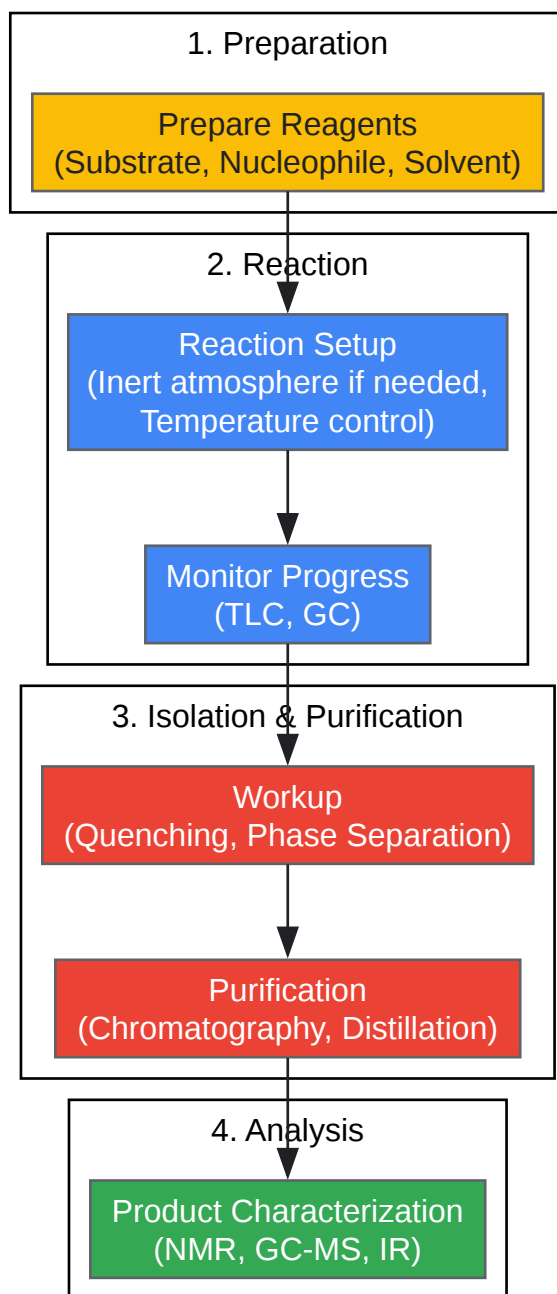 1. Preparation
Prepare Reagents
(Substrate, Nucleophile, Solvent)
2. Reaction
Reaction Setup
(Inert atmosphere if needed,
Temperature control)
Monitor Progress
(TLC, GC)
3. Isolation & Purification
Workup
(Quenching, Phase Separation)
Purification
(Chromatography, Distillation)
4. Analysis
Product Characterization
(NMR, GC-MS, IR)